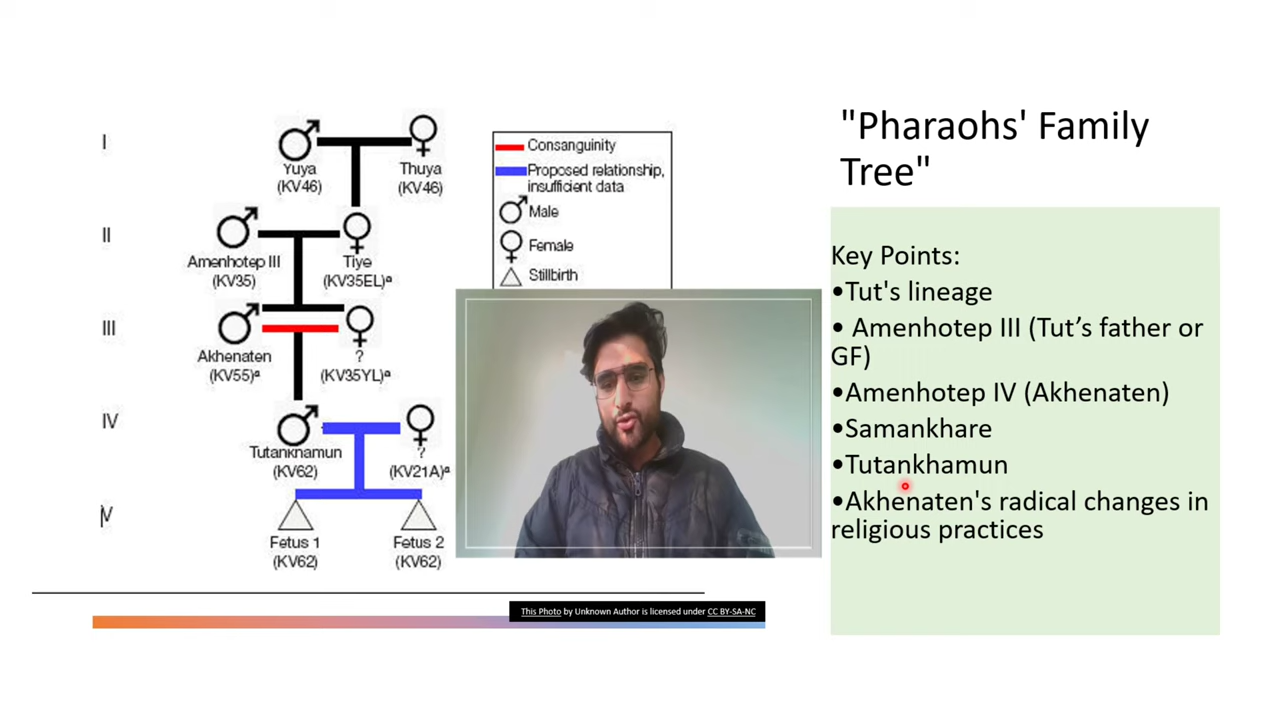 "Pharaohs' Family
Tree"
I
Yuya
(KV46)
Thuya
(KV46)
II
Amenhotep III
(KV35)
Tiye
(KV35EL)ᵃ
III
Akhenaten
(KV55)ᵃ
?
(KV35YL)ᵃ
IV
Tutankhamun
(KV62)
?
(KV21A)ᵃ
V
Fetus 1
(KV62)
Fetus 2
(KV62)
Consanguinity
Proposed relationship,
insufficient data
Male
Female
Stillbirth
Key Points:
•Tut's lineage
• Amenhotep III (Tut’s father or
GF)
•Amenhotep IV (Akhenaten)
•Samankhare
•Tutankhamun
•Akhenaten's radical changes in
religious practices
This Photo by Unknown Author is licensed under CC BY-SA-NC